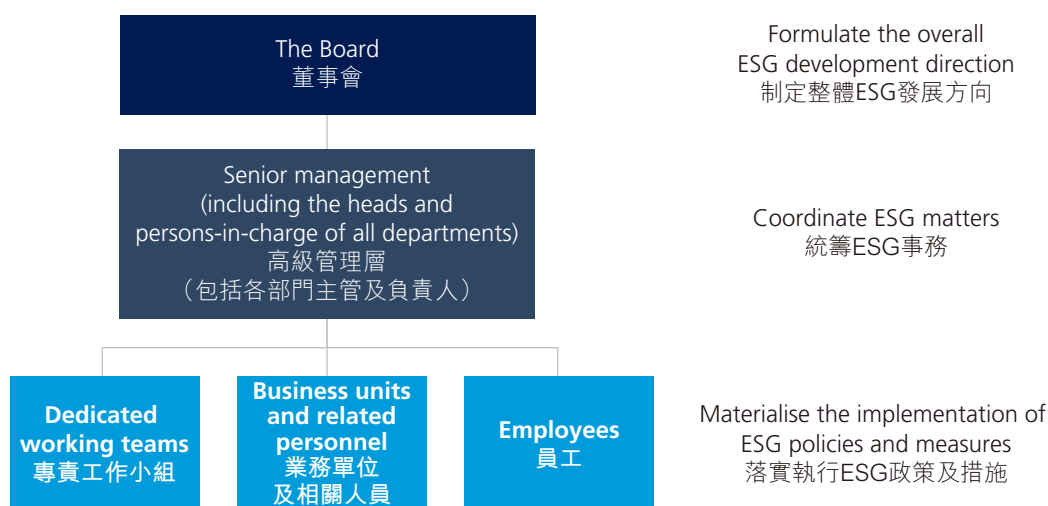 The Board
董事會
Formulate the overall
ESG development direction
制定整體ESG發展方向
Senior management
(including the heads and
persons-in-charge of all departments)
高級管理層
（包括各部門主管及負責人）
Coordinate ESG matters
統籌ESG事務
Dedicated
working teams
專責工作小組
Business units
and related
personnel
業務單位
及相關人員
Employees
員工
Materialise the implementation of
ESG policies and measures
落實執行ESG政策及措施